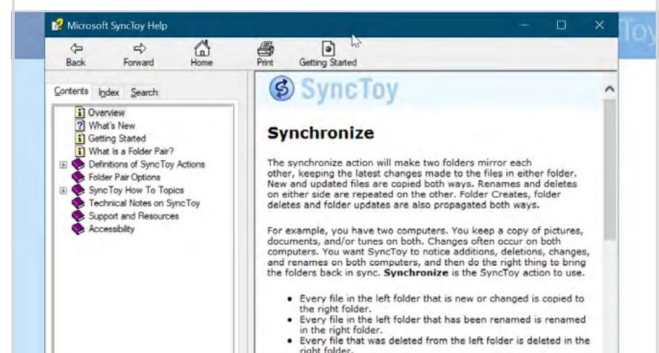 Microsoft SyncToy Help
Toy
Back Forward Home Print Getting Started
Contents Index Search
Overview
What's New
Getting Started
What Is a Folder Pair?
Definitions of SyncToy Actions
Folder Pair Options
SyncToy How To Topics
Technical Notes on SyncToy
Support and Resources
Accessibility
SyncToy
Synchronize
The synchronize action will make two folders mirror each
other, keeping the latest changes made to the files in either folder.
New and updated files are copied both ways. Renames and deletes
on either side are repeated on the other. Folder Creates, folder
deletes and folder updates are also propagated both ways.
For example, you have two computers. You keep a copy of pictures,
documents, and/or tunes on both. Changes often occur on both
computers. You want SyncToy to notice additions, deletions, changes,
and renames on both computers, and then do the right thing to bring
the folders back in sync. Synchronize is the SyncToy action to use.
• Every file in the left folder that is new or changed is copied to
the right folder.
• Every file in the left folder that has been renamed is renamed
in the right folder.
• Every file that was deleted from the left folder is deleted in the
right folder.